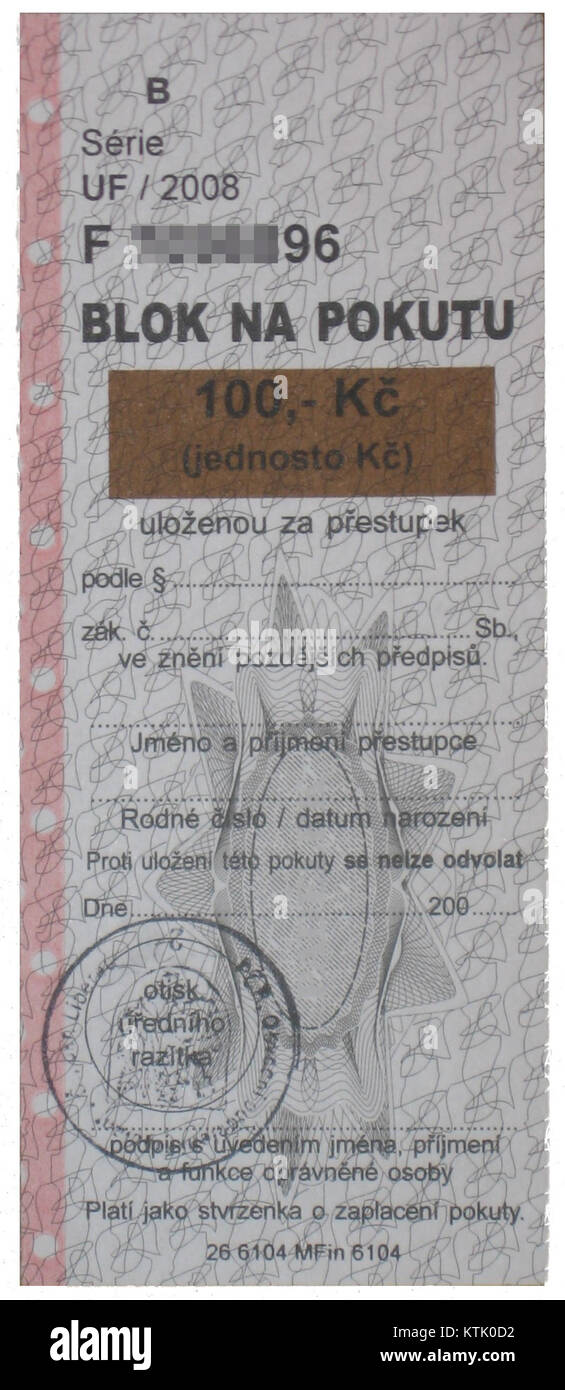 B
Série
UF / 2008
F 96
BLOK NA POKUTU
100,- Kč
(jednosto Kč)
uloženou za přestupek
podle §
zák. č. Sb.,
ve znění pozdějších předpisů.
Jméno a příjmení přestupce
Rodné číslo / datum narození
Proti uložení této pokuty se nelze odvolat
Dne 200
otisk
úředního
razítka
podpis s uvedením jména, příjmení
a funkce oprávněné osoby
Platí jako stvrzenka o zaplacení pokuty.
26 6104 MFin 6104
alamy stock photo
KTK0D2
www.alamy.com